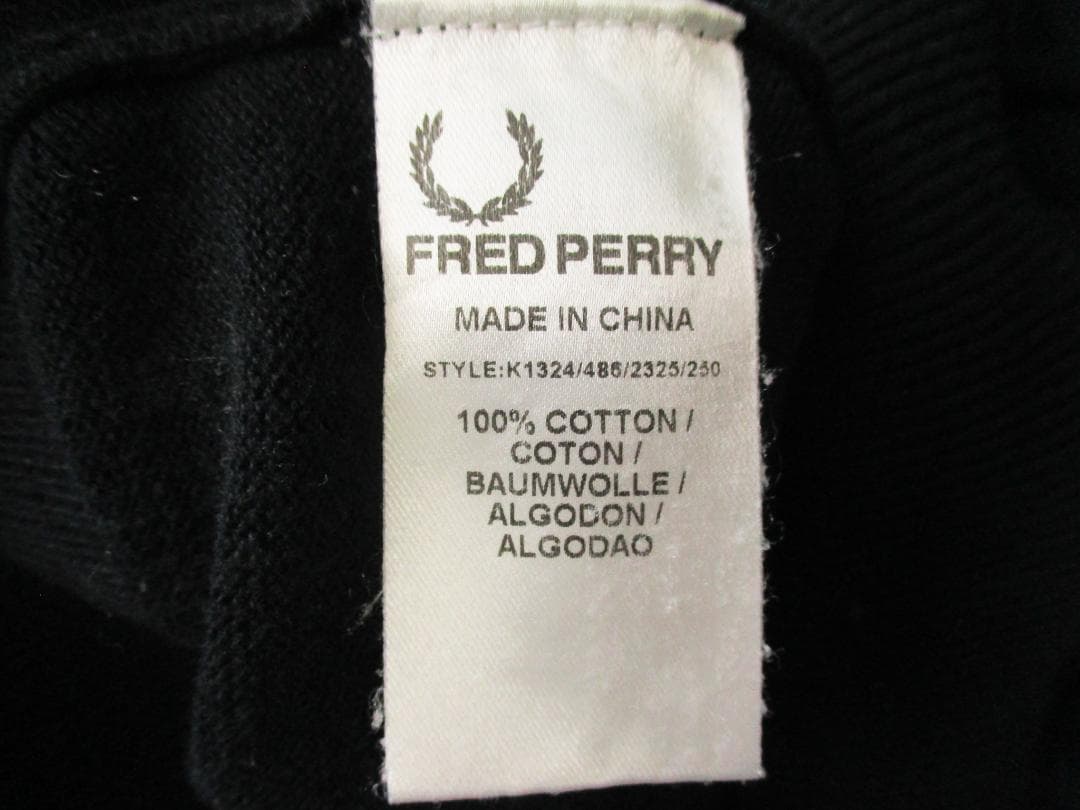 FRED PERRY
MADE IN CHINA
STYLE:K1324/486/2325/250
100% COTTON /
COTON /
BAUMWOLLE /
ALGODON /
ALGODAO